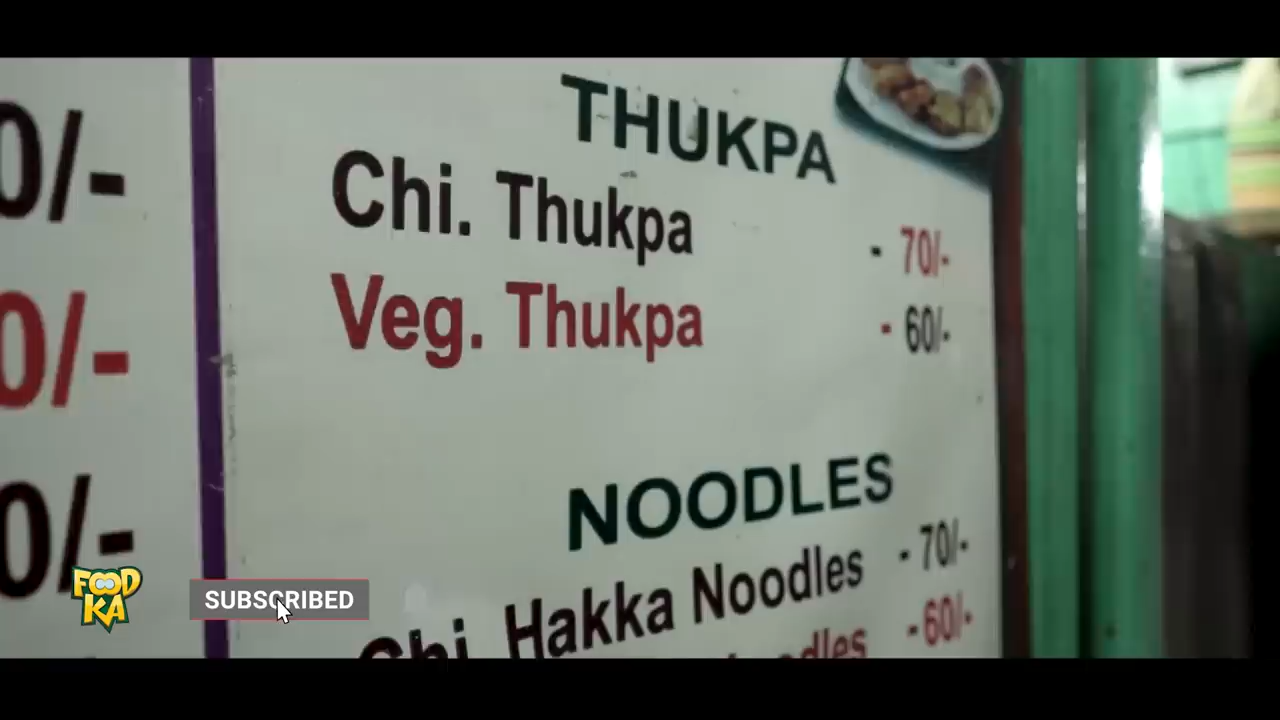 0/-
0/-
0/-
THUKPA
Chi. Thukpa - 70/-
Veg. Thukpa - 60/-
NOODLES
Chi. Hakka Noodles - 70/-
Noodles - 60/-
FOOD
KA
SUBSCRIBED